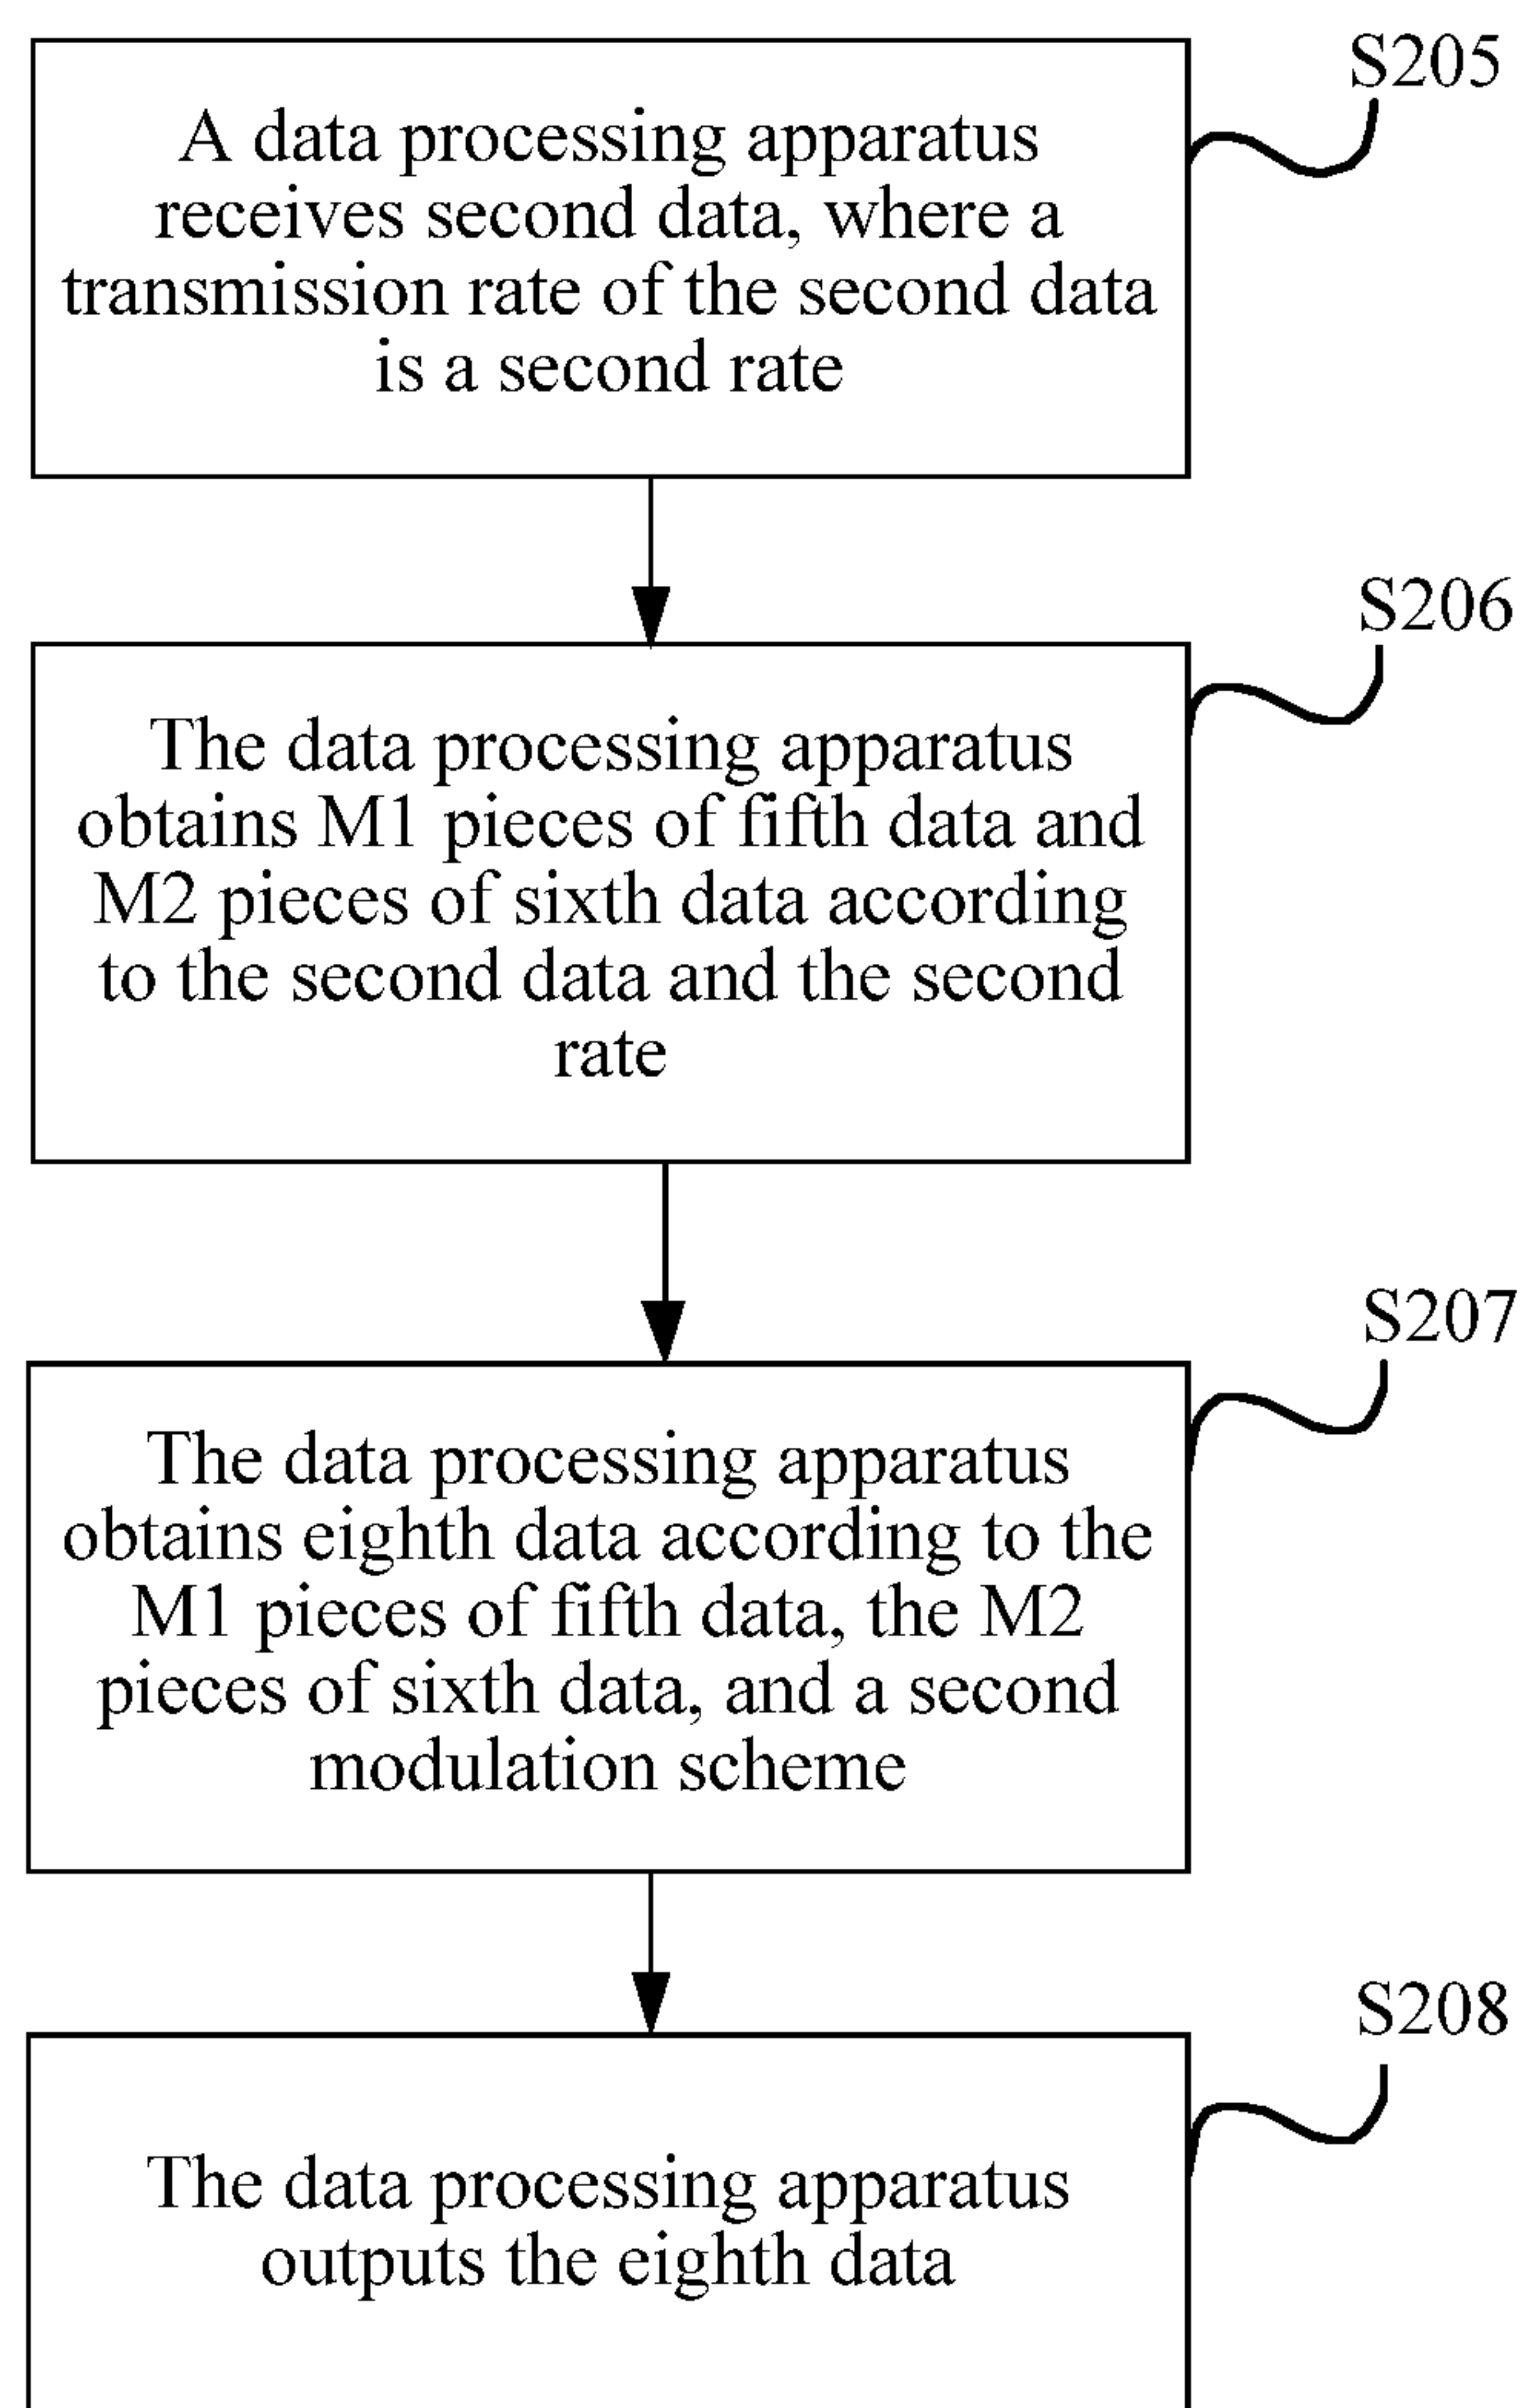 S205
A data processing apparatus
receives second data, where a
transmission rate of the second data
is a second rate
S206
The data processing apparatus
obtains M1 pieces of fifth data and
M2 pieces of sixth data according
to the second data and the second
rate
S207
The data processing apparatus
obtains eighth data according to the
M1 pieces of fifth data, the M2
pieces of sixth data, and a second
modulation scheme
S208
The data processing apparatus
outputs the eighth data